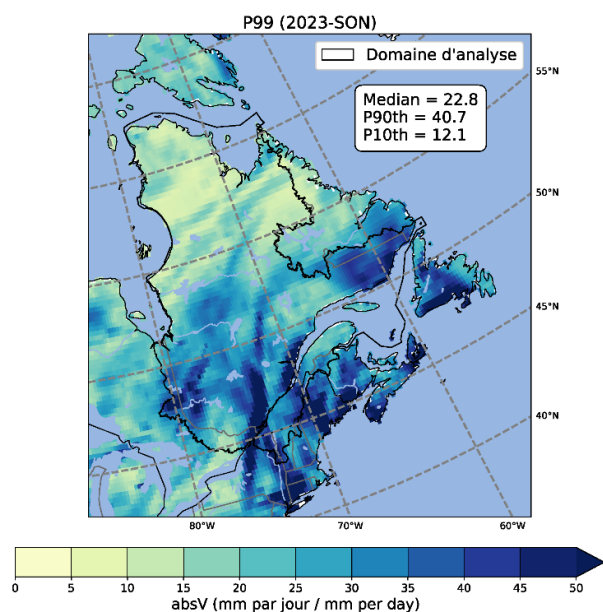 P99 (2023-SON)
Domaine d'analyse
Median = 22.8
P90th = 40.7
P10th = 12.1
55°N
50°N
45°N
40°N
80°W
70°W
60°W
0 5 10 15 20 25 30 35 40 45 50
absV (mm par jour / mm per day)